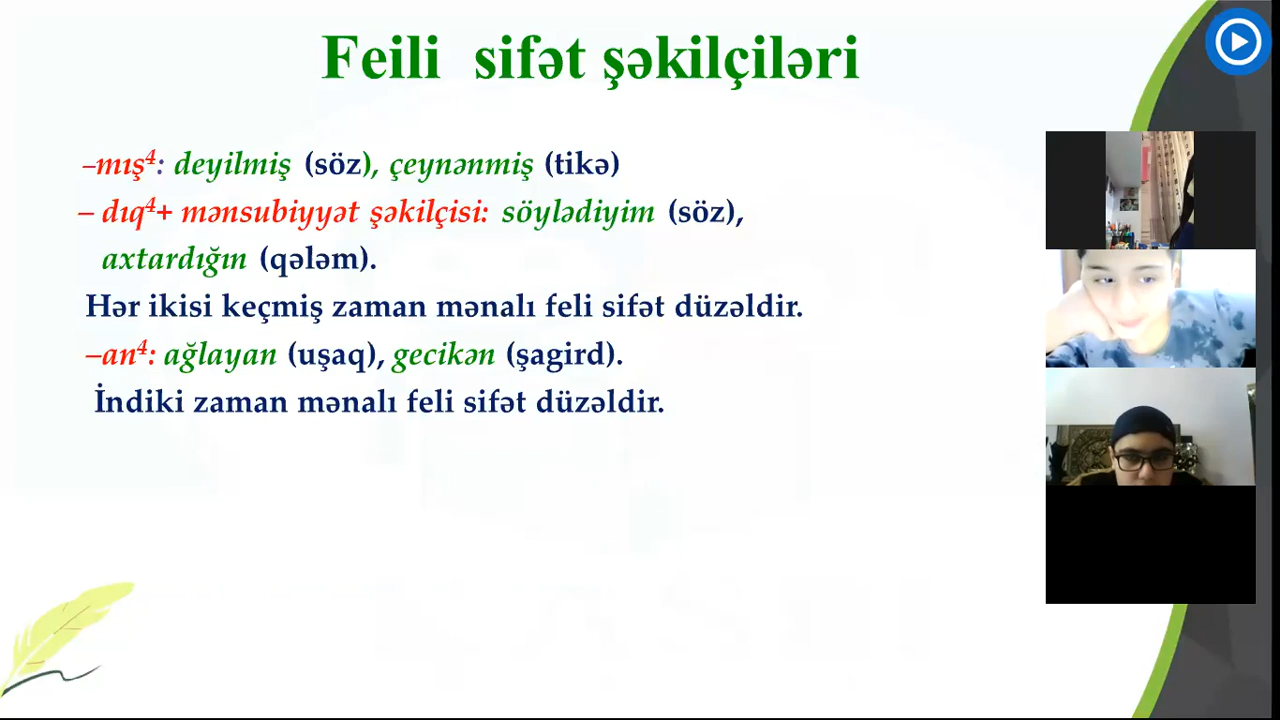 Feili sifət şəkilçiləri
–mış⁴: deyilmiş (söz), çeynənmiş (tikə)
– dıq⁴+ mənsubiyyət şəkilçisi: söylədiyim (söz),
axtardığın (qələm).
Hər ikisi keçmiş zaman mənalı feli sifət düzəldir.
–an⁴: ağlayan (uşaq), gecikən (şagird).
İndiki zaman mənalı feli sifət düzəldir.